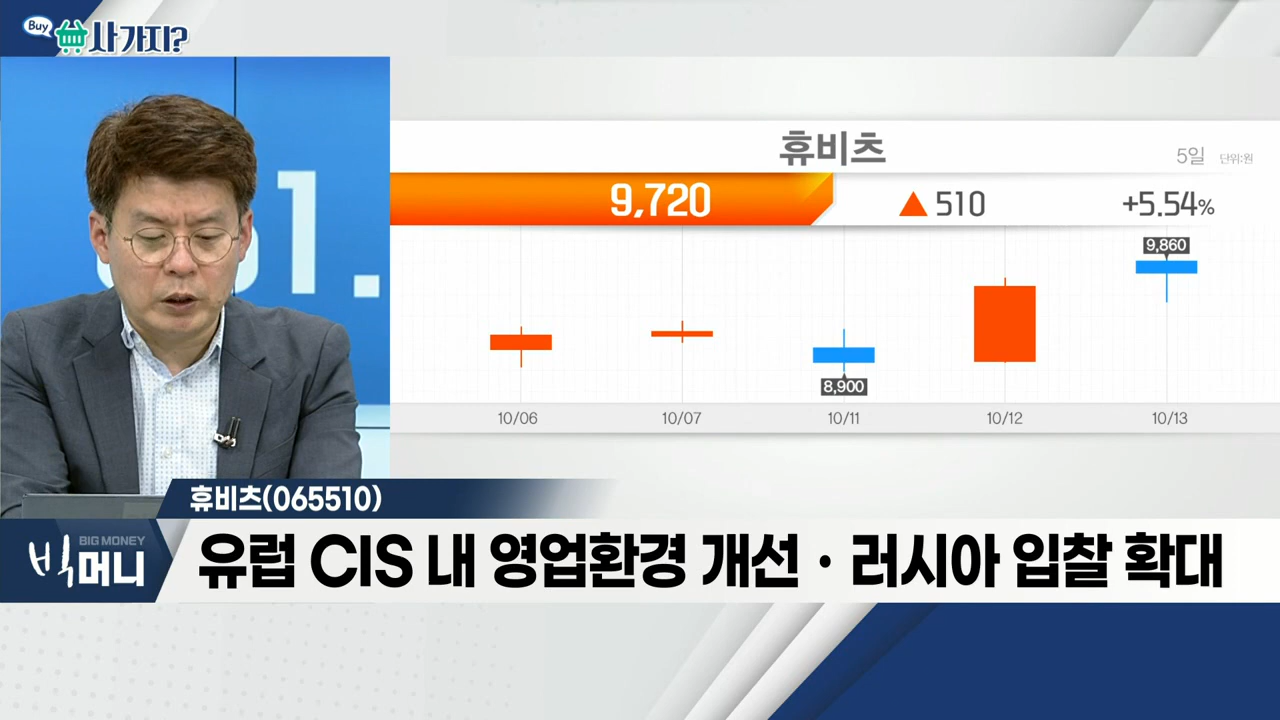 Buy
사가지?
31.
휴비츠
5일 단위:원
9,720 ▲510 +5.54%
9,860
8,900
10/06 10/07 10/11 10/12 10/13
휴비츠(065510)
BIG MONEY
빅머니
유럽 CIS 내 영업환경 개선·러시아 입찰 확대